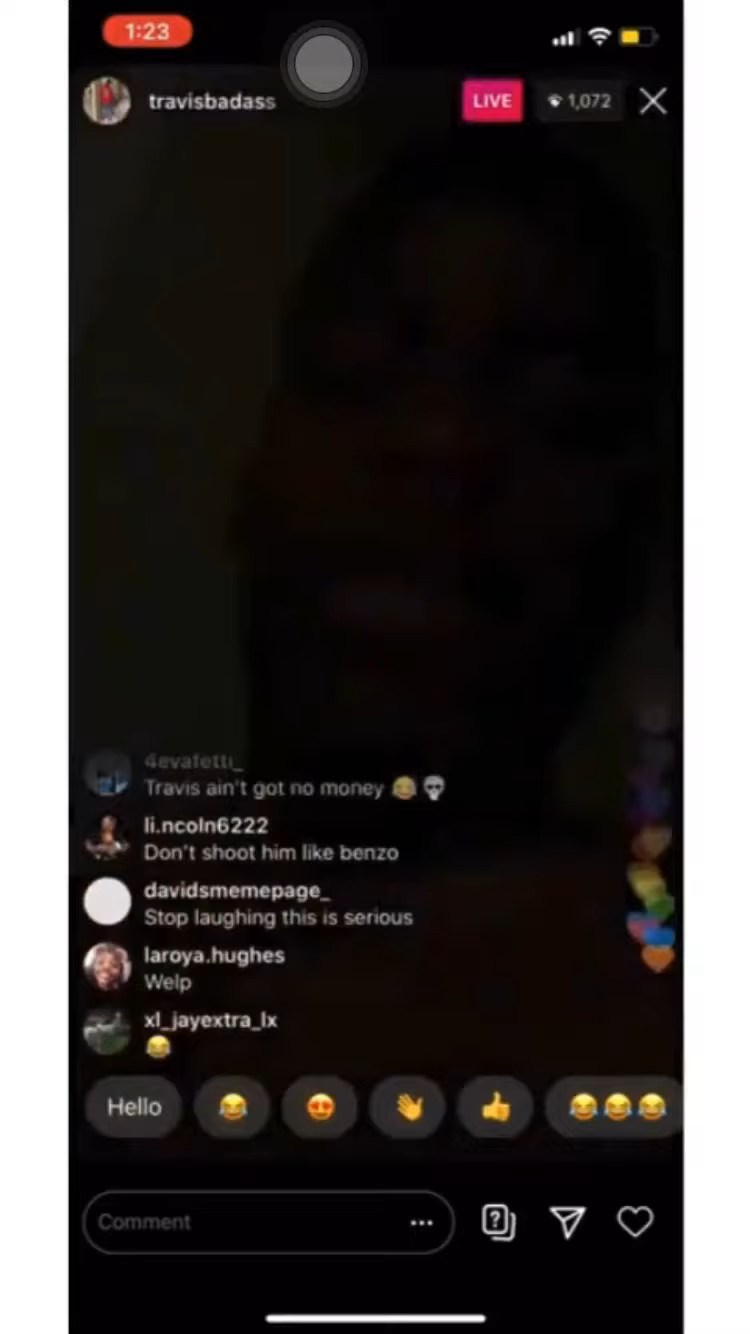 1:23
travisbadass
LIVE
1,072
4evafetti_
Travis ain't got no money 😂💀
li.ncoln6222
Don't shoot him like benzo
davidsmemepage_
Stop laughing this is serious
laroya.hughes
Welp
xl_jayextra_lx
😂
Hello 😂 😍 👋 👍 😂😂😂
Comment